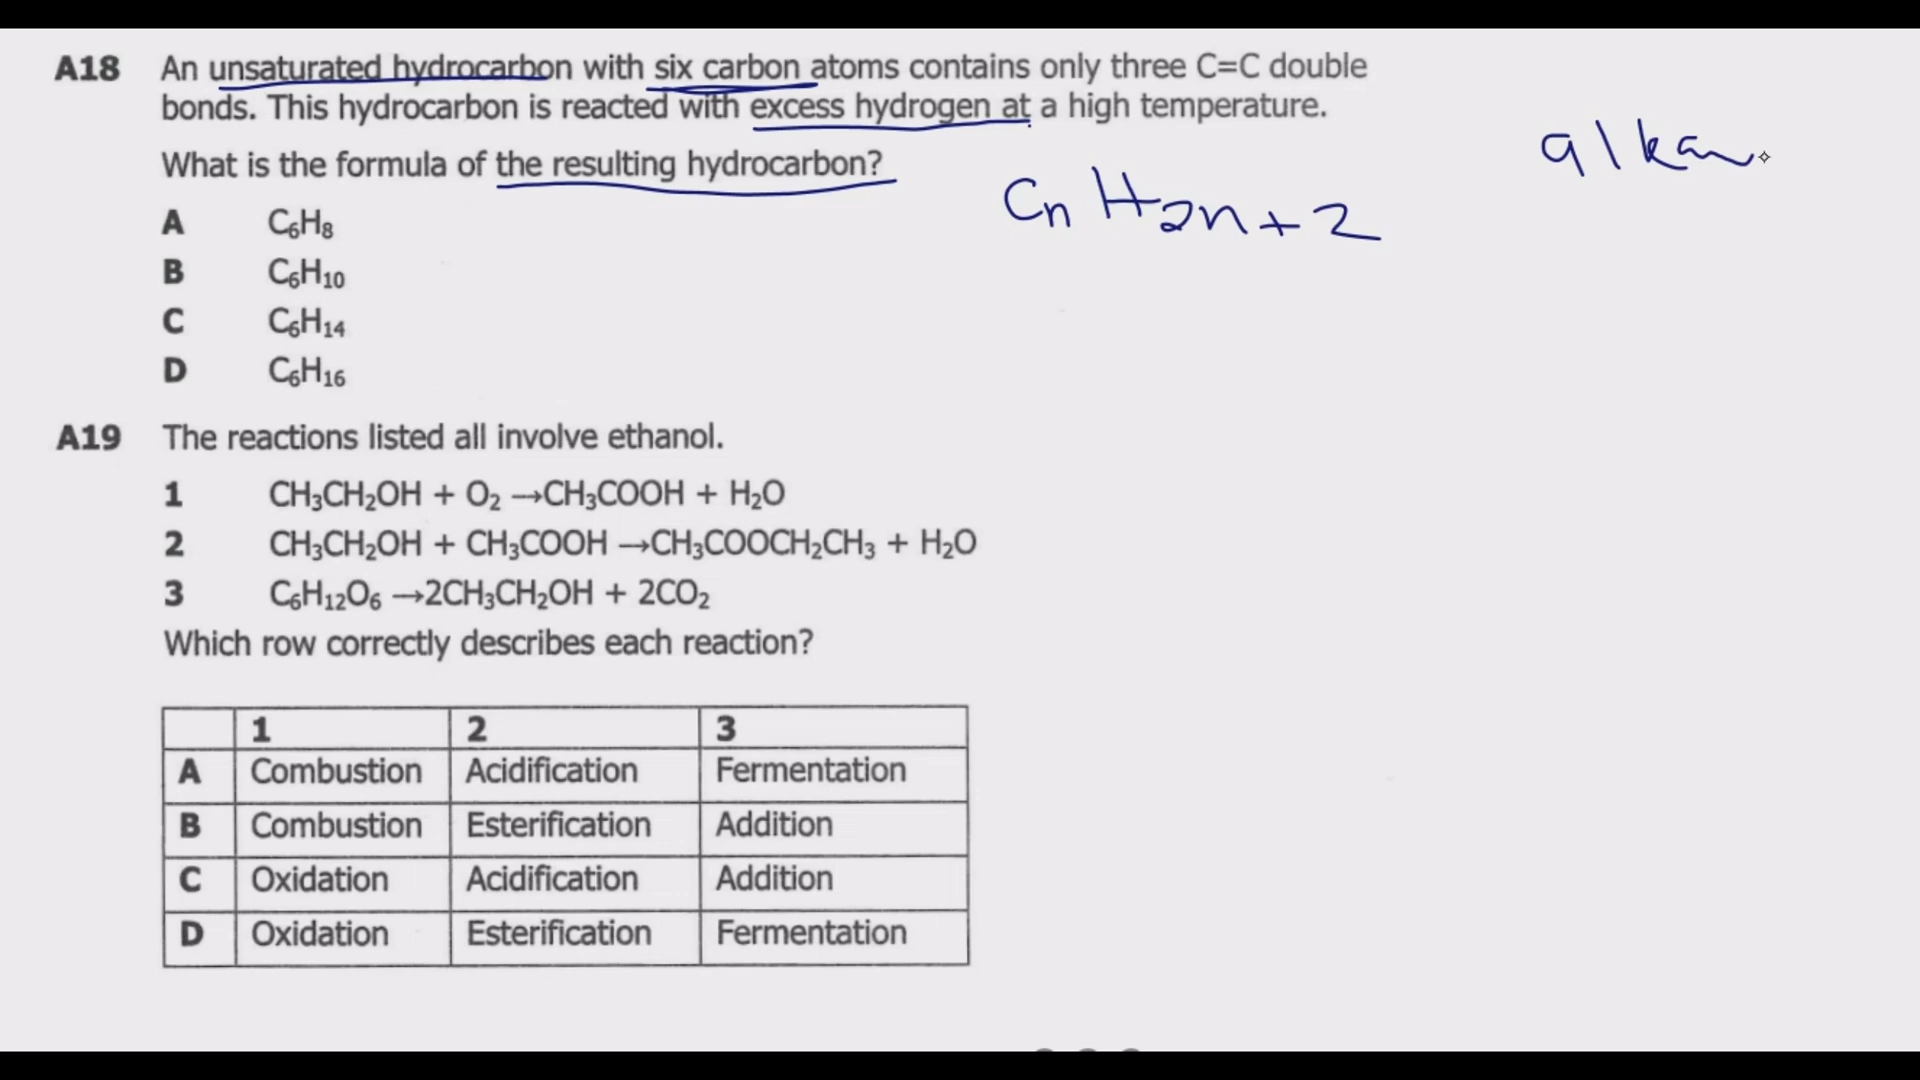 A18 An unsaturated hydrocarbon with six carbon atoms contains only three C=C double
bonds. This hydrocarbon is reacted with excess hydrogen at a high temperature.
What is the formula of the resulting hydrocarbon?
A C₆H₈
B C₆H₁₀
C C₆H₁₄
D C₆H₁₆
CnH2n+2
alkan
A19 The reactions listed all involve ethanol.
1 CH₃CH₂OH + O₂ →CH₃COOH + H₂O
2 CH₃CH₂OH + CH₃COOH →CH₃COOCH₂CH₃ + H₂O
3 C₆H₁₂O₆ →2CH₃CH₂OH + 2CO₂
Which row correctly describes each reaction?
1 2 3
A Combustion Acidification Fermentation
B Combustion Esterification Addition
C Oxidation Acidification Addition
D Oxidation Esterification Fermentation